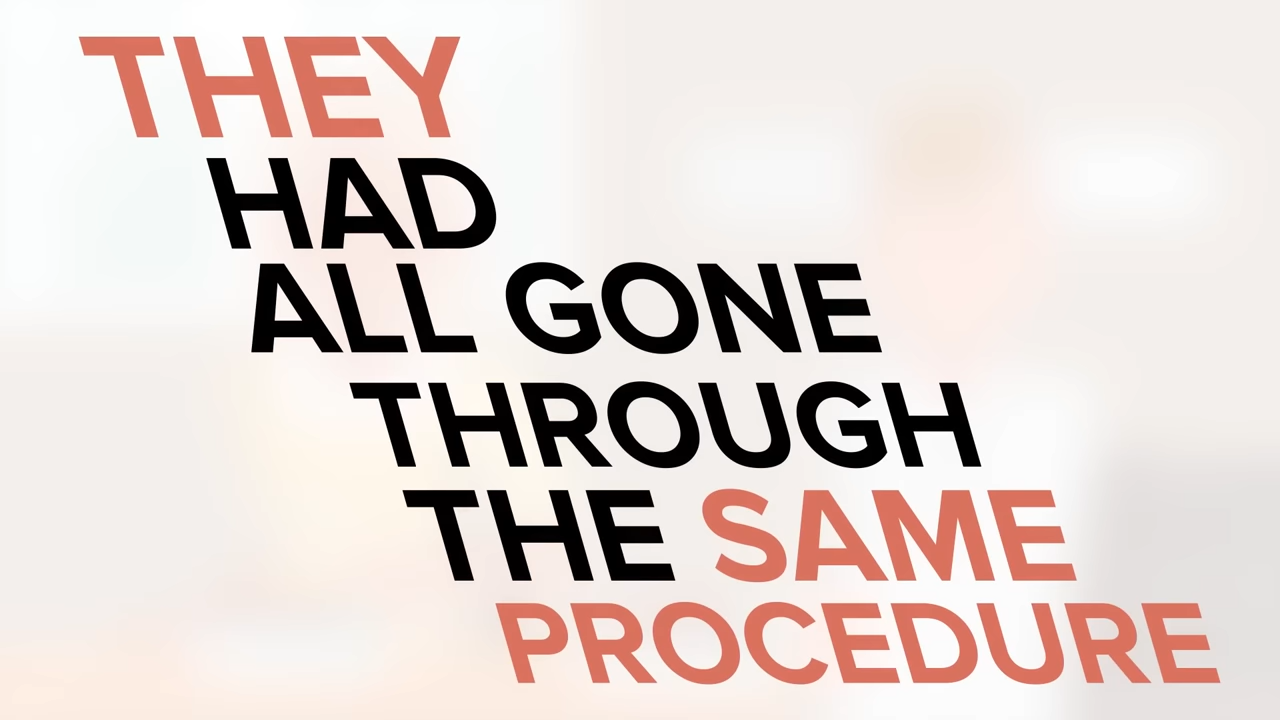 THEY
HAD
ALL GONE
THROUGH
THE SAME
PROCEDURE